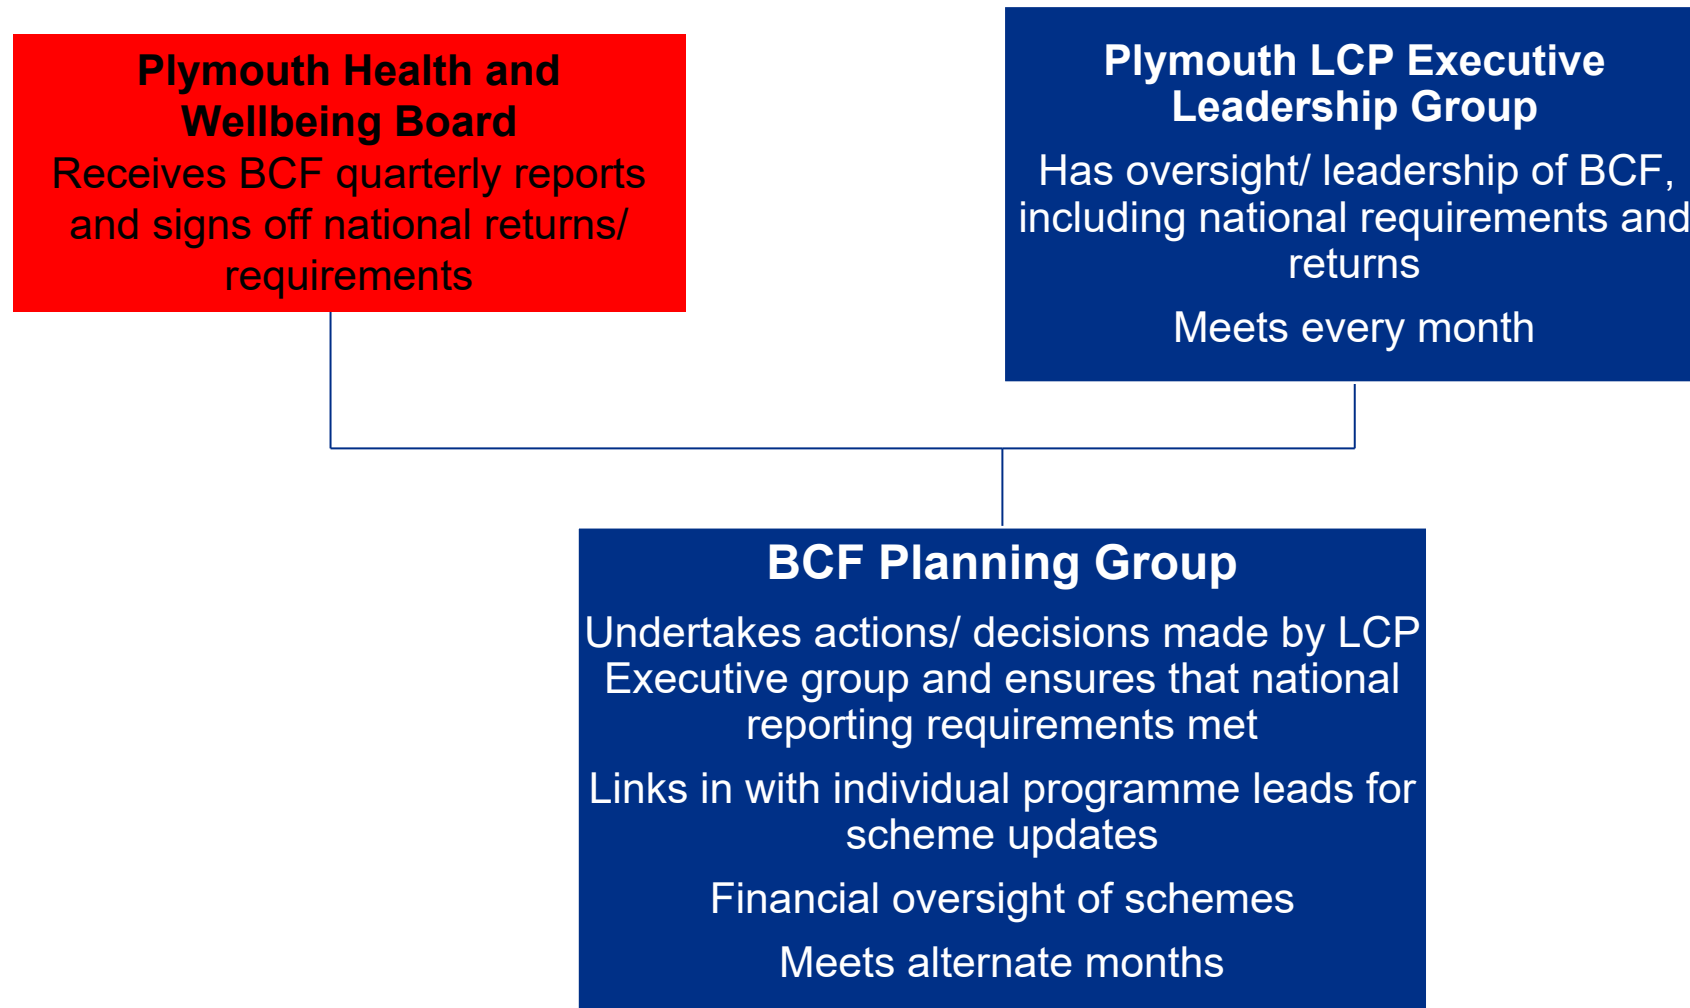 Plymouth Health and
Wellbeing Board
Receives BCF quarterly reports
and signs off national returns/
requirements
Plymouth LCP Executive
Leadership Group
Has oversight/ leadership of BCF,
including national requirements and
returns
Meets every month
BCF Planning Group
Undertakes actions/ decisions made by LCP
Executive group and ensures that national
reporting requirements met
Links in with individual programme leads for
scheme updates
Financial oversight of schemes
Meets alternate months